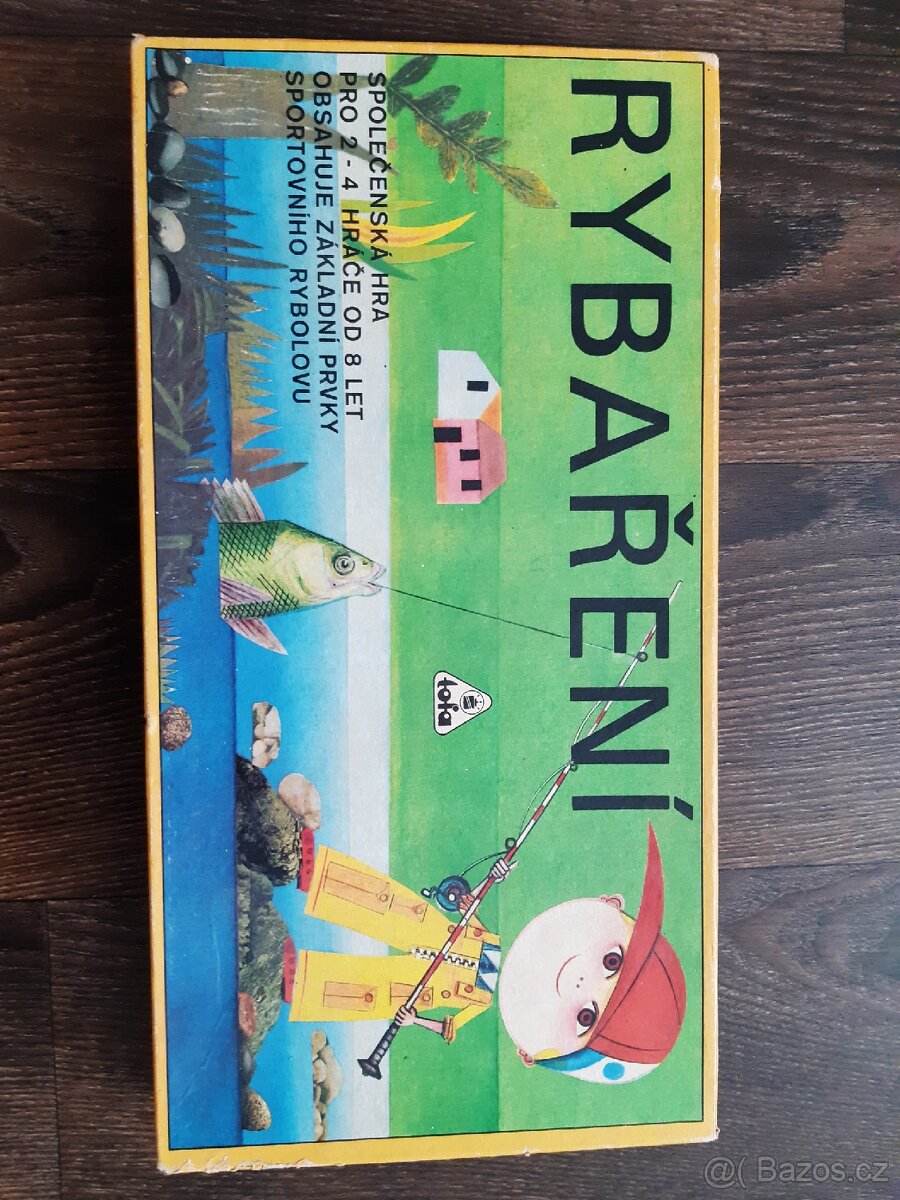 RYBAŘENÍ
SPOLEČENSKÁ HRA
PRO 2 - 4 HRÁČE OD 8 LET
OBSAHUJE ZÁKLADNÍ PRVKY
SPORTOVNÍHO RYBOLOVU
tofa
@( Bazos.cz